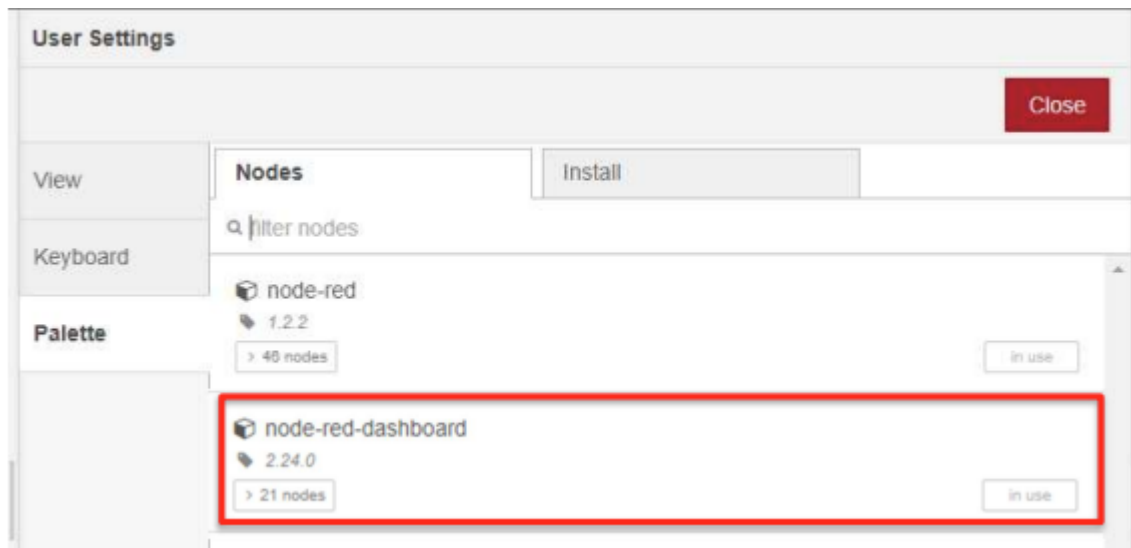 User Settings
Close
View
Nodes
Install
filter nodes
Keyboard
node-red
1.2.2
Palette
> 46 nodes
in use
node-red-dashboard
2.24.0
> 21 nodes
in use